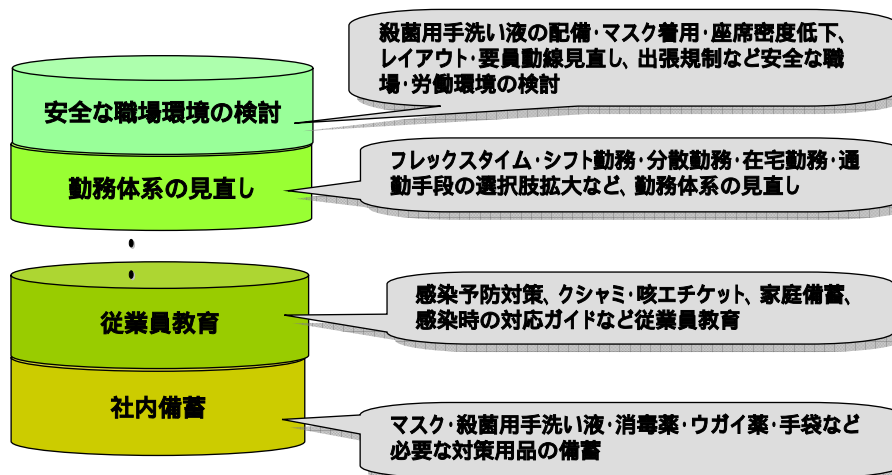 殺菌用手洗い液の配備・マスク着用・座席密度低下、
レイアウト・要員動線見直し、出張規制など安全な職
場・労働環境の検討
安全な職場環境の検討
フレックスタイム・シフト勤務・分散勤務・在宅勤務・通
勤手段の選択肢拡大など、勤務体系の見直し
勤務体系の見直し
感染予防対策、クシャミ・咳エチケット、家庭備蓄、
感染時の対応ガイドなど従業員教育
従業員教育
社内備蓄
マスク・殺菌用手洗い液・消毒薬・ウガイ薬・手袋など
必要な対策用品の備蓄